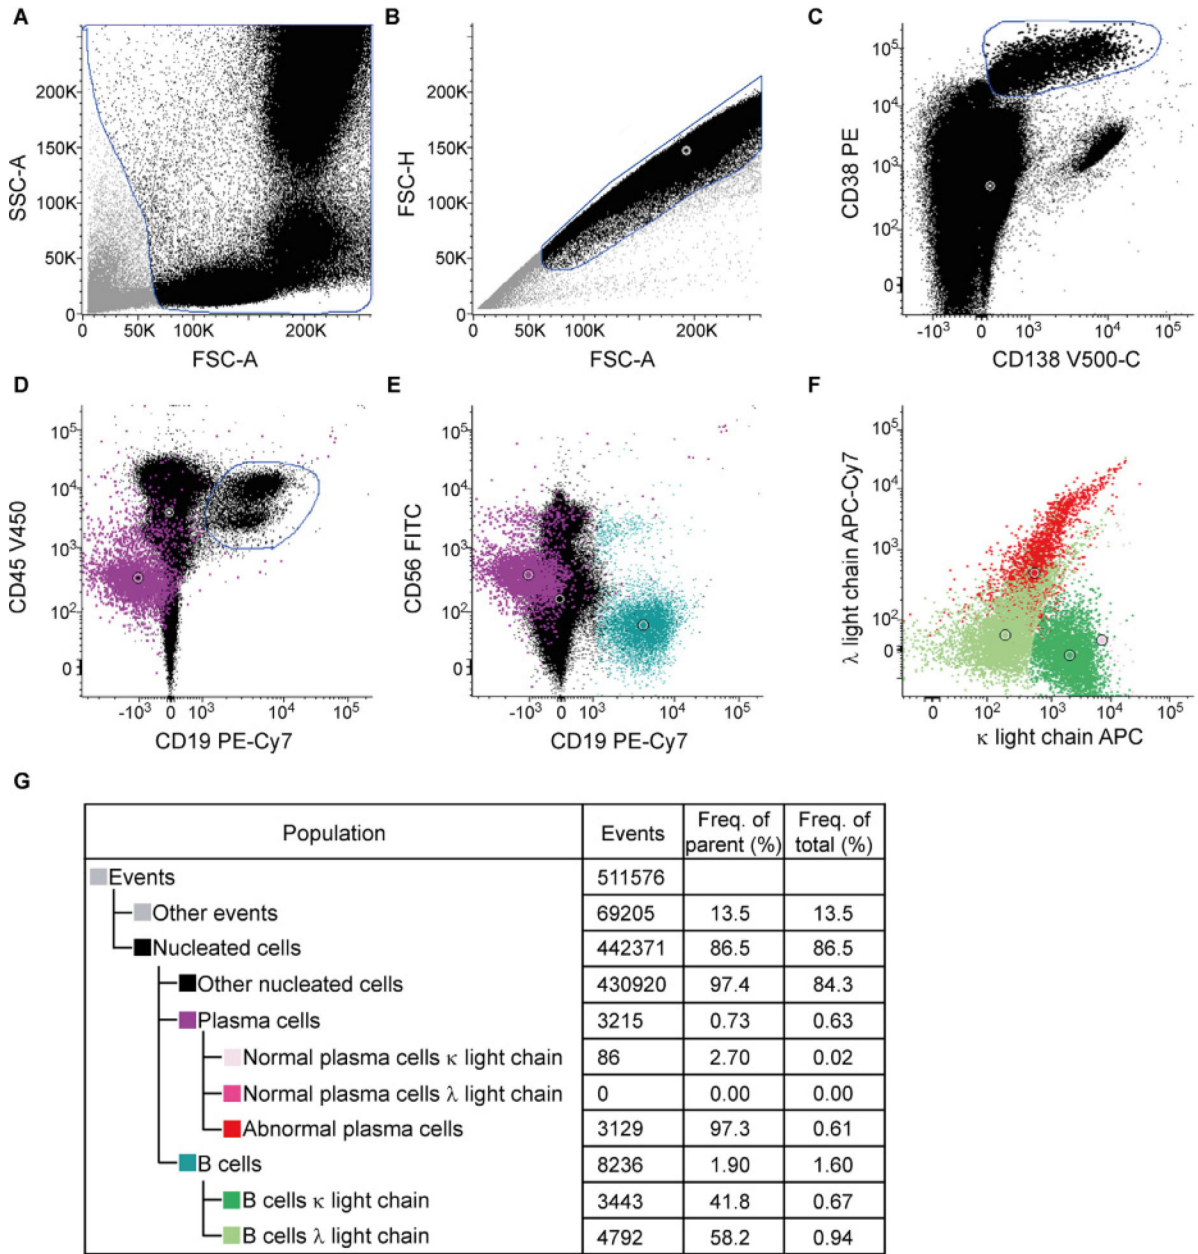 A
SSC-A
200K
150K
100K
50K
0
0 50K 100K 200K
FSC-A
B
FSC-H
200K
150K
100K
50K
0
0 50K 100K 200K
FSC-A
C
CD38 PE
10⁵
10⁴
10³
10²
0
-10³ 0 10³ 10⁴ 10⁵
CD138 V500-C
D
CD45 V450
10⁵
10⁴
10³
10²
0
-10³ 0 10³ 10⁵
CD19 PE-Cy7
E
CD56 FITC
10⁵
10⁴
10³
10²
0
-10³ 0 10³ 10⁵
CD19 PE-Cy7
F
λ light chain APC-Cy7
10⁵
10⁴
10³
10²
0
0 10² 10³ 10⁴ 10⁵
κ light chain APC
G
Population Events Freq. of parent (%) Freq. of total (%)
Events 511576
Other events 69205 13.5 13.5
Nucleated cells 442371 86.5 86.5
Other nucleated cells 430920 97.4 84.3
Plasma cells 3215 0.73 0.63
Normal plasma cells κ light chain 86 2.70 0.02
Normal plasma cells λ light chain 0 0.00 0.00
Abnormal plasma cells 3129 97.3 0.61
B cells 8236 1.90 1.60
B cells κ light chain 3443 41.8 0.67
B cells λ light chain 4792 58.2 0.94